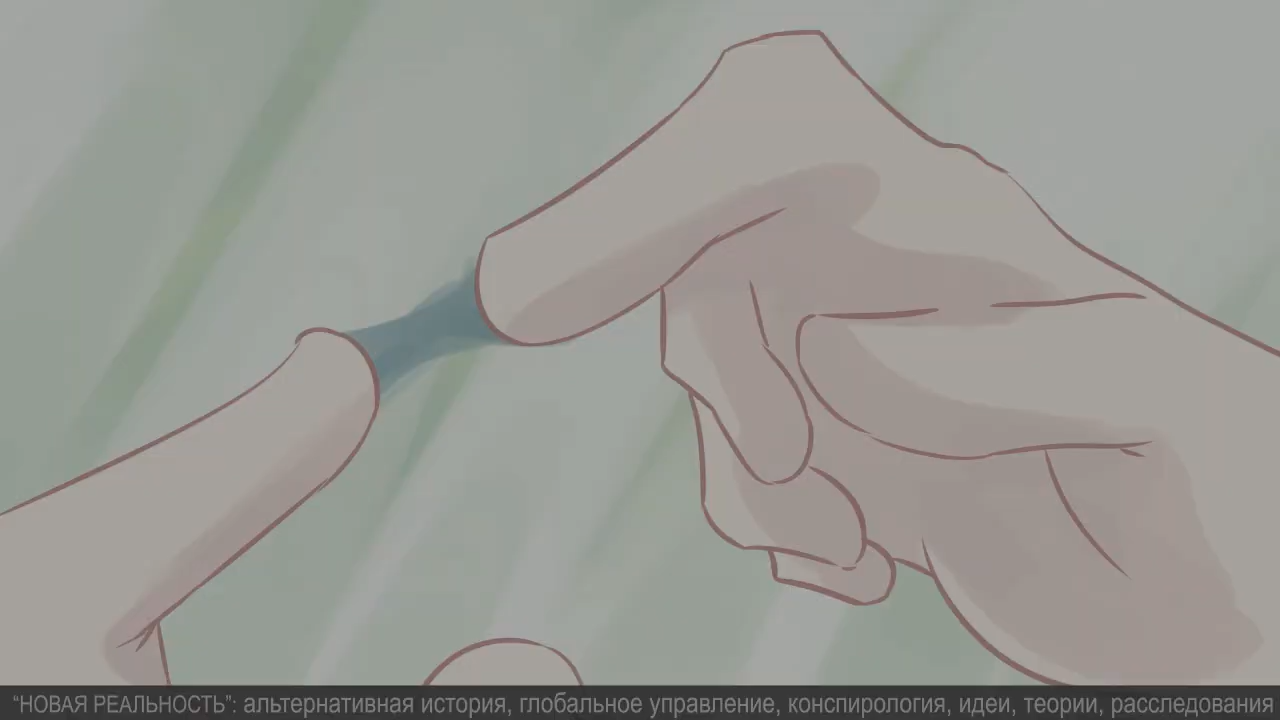 “НОВАЯ РЕАЛЬНОСТЬ”: альтернативная история, глобальное управление, конспирология, идеи, теории, расследования